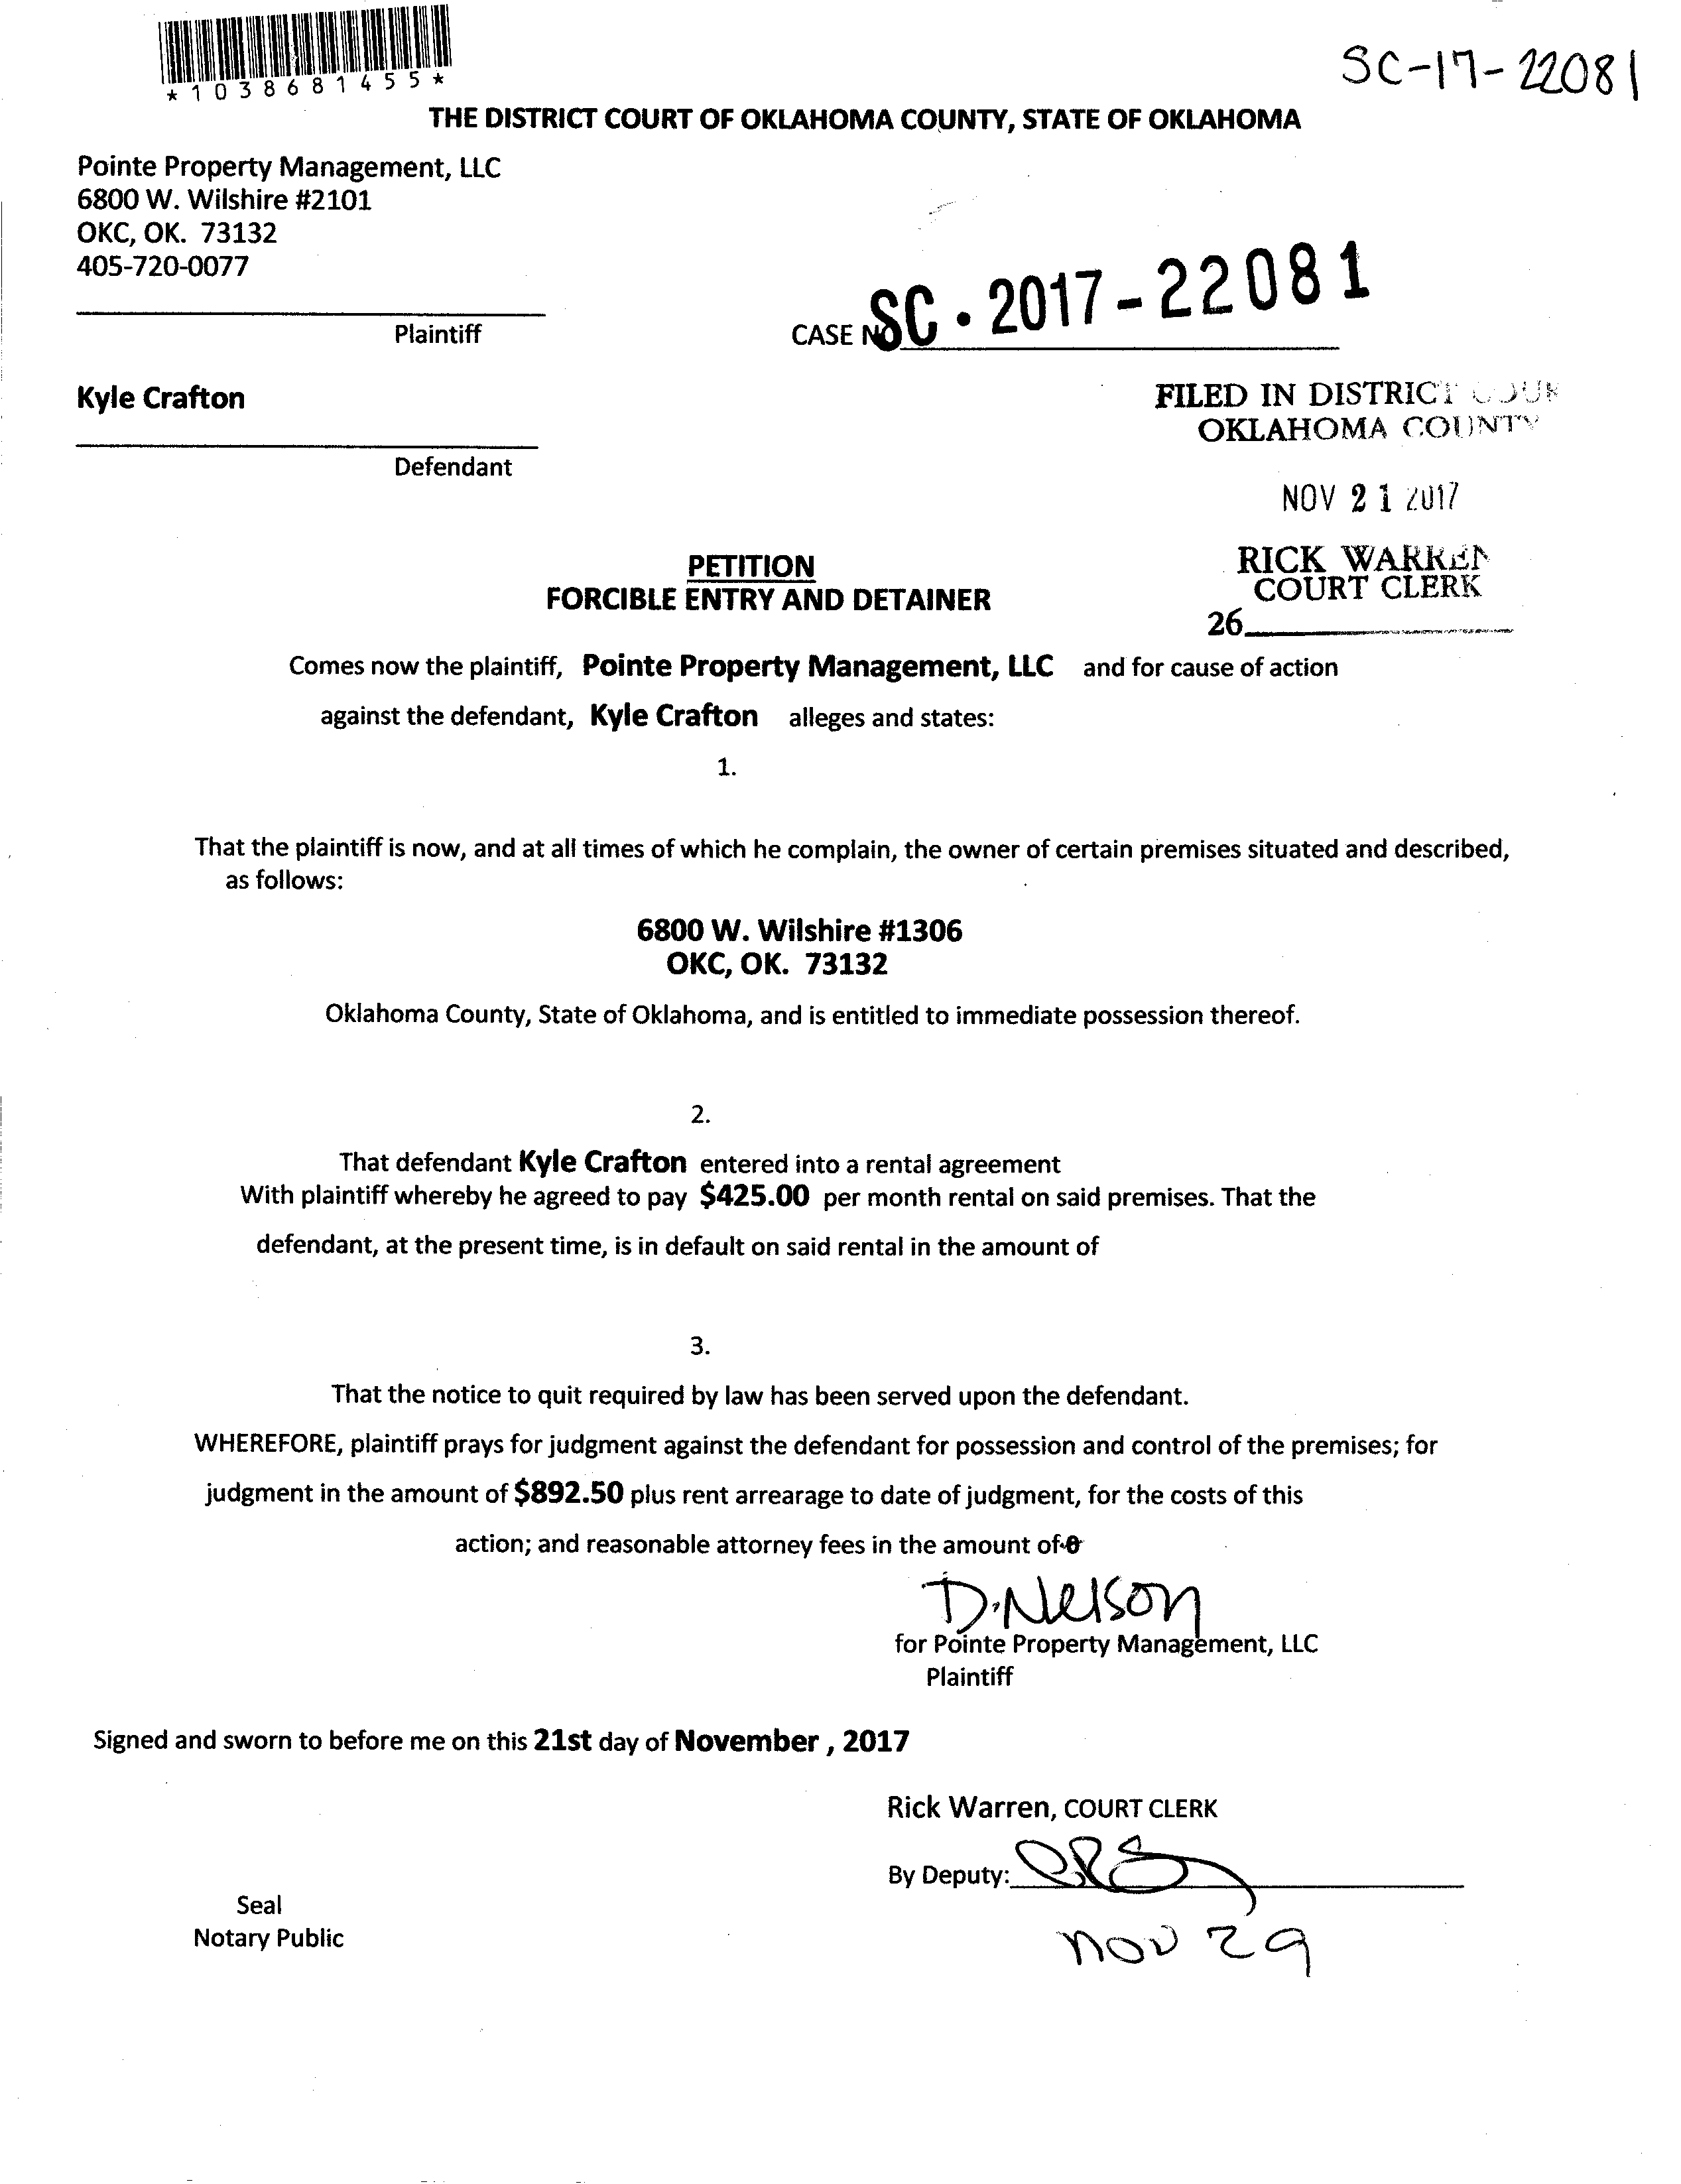 *1038681455*
SC-17-22081
THE DISTRICT COURT OF OKLAHOMA COUNTY, STATE OF OKLAHOMA
Pointe Property Management, LLC
6800 W. Wilshire #2101
OKC, OK. 73132
405-720-0077
Plaintiff
CASE NO SC • 2017-22081
Kyle Crafton
Defendant
FILED IN DISTRICT COUR
OKLAHOMA COUNTY
NOV 21 2017
RICK WARREN
COURT CLERK
26
PETITION
FORCIBLE ENTRY AND DETAINER
Comes now the plaintiff, Pointe Property Management, LLC and for cause of action
against the defendant, Kyle Crafton alleges and states:
1.
That the plaintiff is now, and at all times of which he complain, the owner of certain premises situated and described,
as follows:
6800 W. Wilshire #1306
OKC, OK. 73132
Oklahoma County, State of Oklahoma, and is entitled to immediate possession thereof.
2.
That defendant Kyle Crafton entered into a rental agreement
With plaintiff whereby he agreed to pay $425.00 per month rental on said premises. That the
defendant, at the present time, is in default on said rental in the amount of
3.
That the notice to quit required by law has been served upon the defendant.
WHEREFORE, plaintiff prays for judgment against the defendant for possession and control of the premises; for
judgment in the amount of $892.50 plus rent arrearage to date of judgment, for the costs of this
action; and reasonable attorney fees in the amount of
D. Nelson
for Pointe Property Management, LLC
Plaintiff
Signed and sworn to before me on this 21st day of November , 2017
Rick Warren, COURT CLERK
By Deputy:
Seal
Notary Public
Nov 29